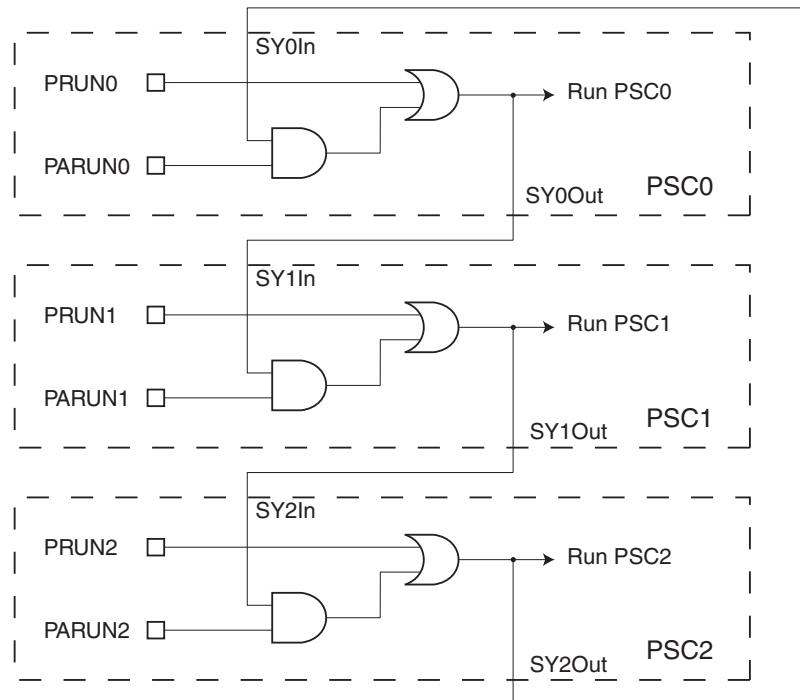 SY0In
PRUN0
Run PSC0
PARUN0
PSC0
SY0Out
SY1In
PRUN1
Run PSC1
PARUN1
PSC1
SY1Out
SY2In
PRUN2
Run PSC2
PARUN2
PSC2
SY2Out